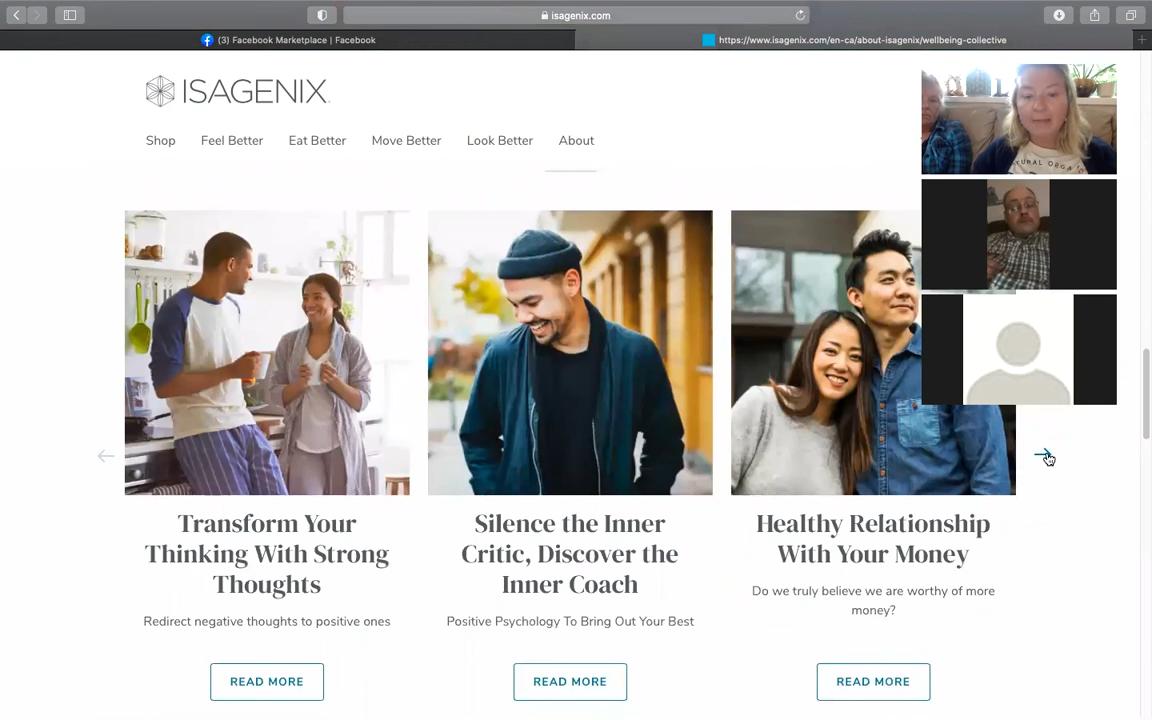 isagenix.com
(3) Facebook Marketplace | Facebook
https://www.isagenix.com/en-ca/about-isagenix/wellbeing-collective
ISAGENIX
Shop Feel Better Eat Better Move Better Look Better About
Transform Your
Thinking With Strong
Thoughts
Redirect negative thoughts to positive ones
READ MORE
Silence the Inner
Critic, Discover the
Inner Coach
Positive Psychology To Bring Out Your Best
READ MORE
Healthy Relationship
With Your Money
Do we truly believe we are worthy of more
money?
READ MORE